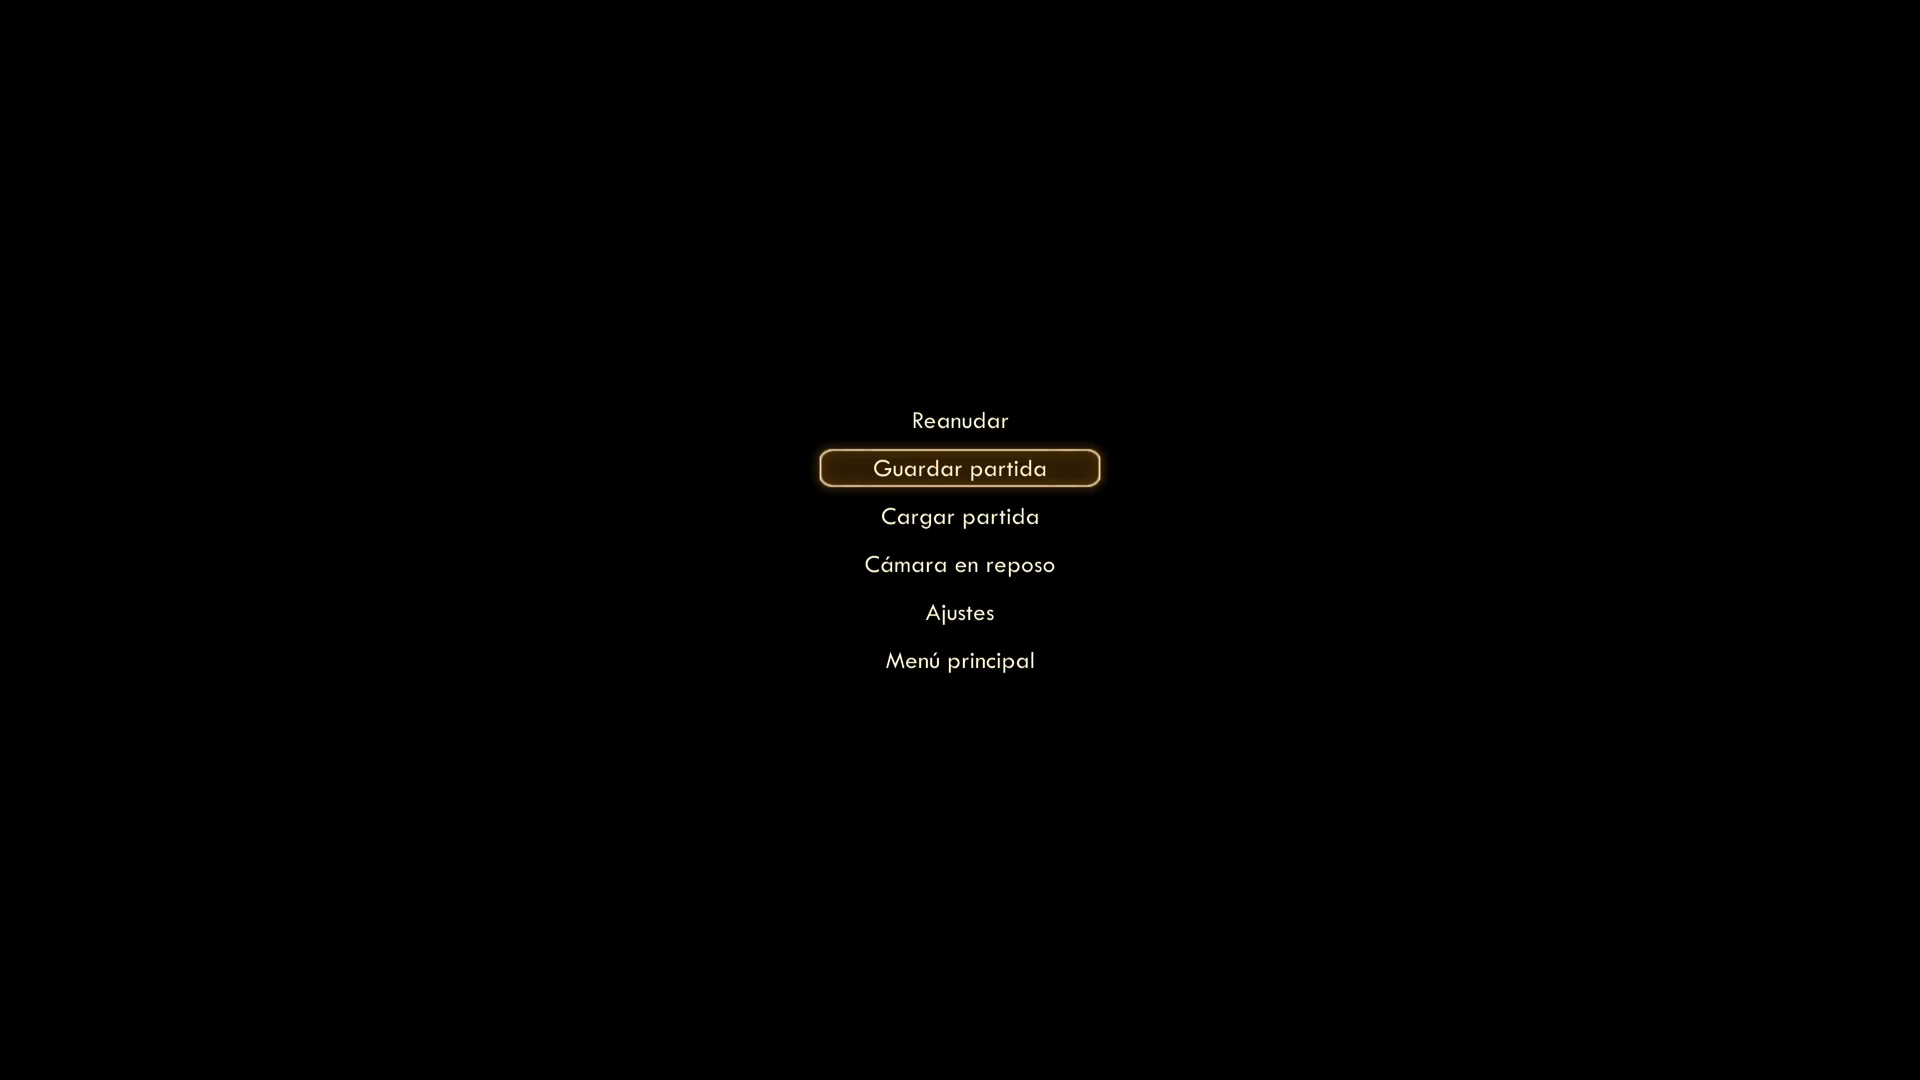 Reanudar
Guardar partida
Cargar partida
Cámara en reposo
Ajustes
Menú principal